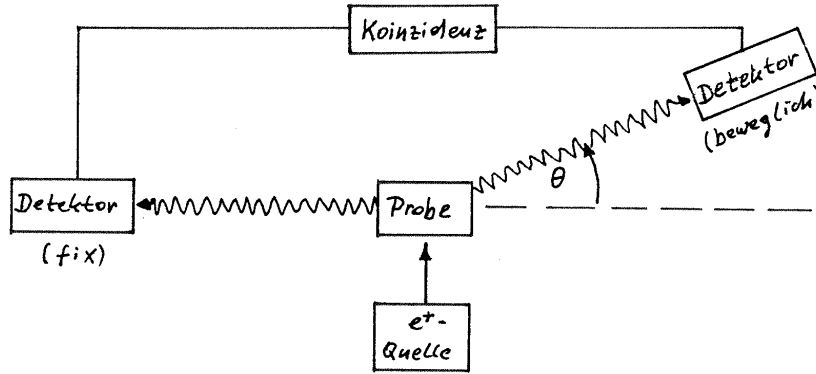 Koinzidenz
Detektor
(beweglich)
θ
Detektor
(fix)
Probe
e+-
Quelle